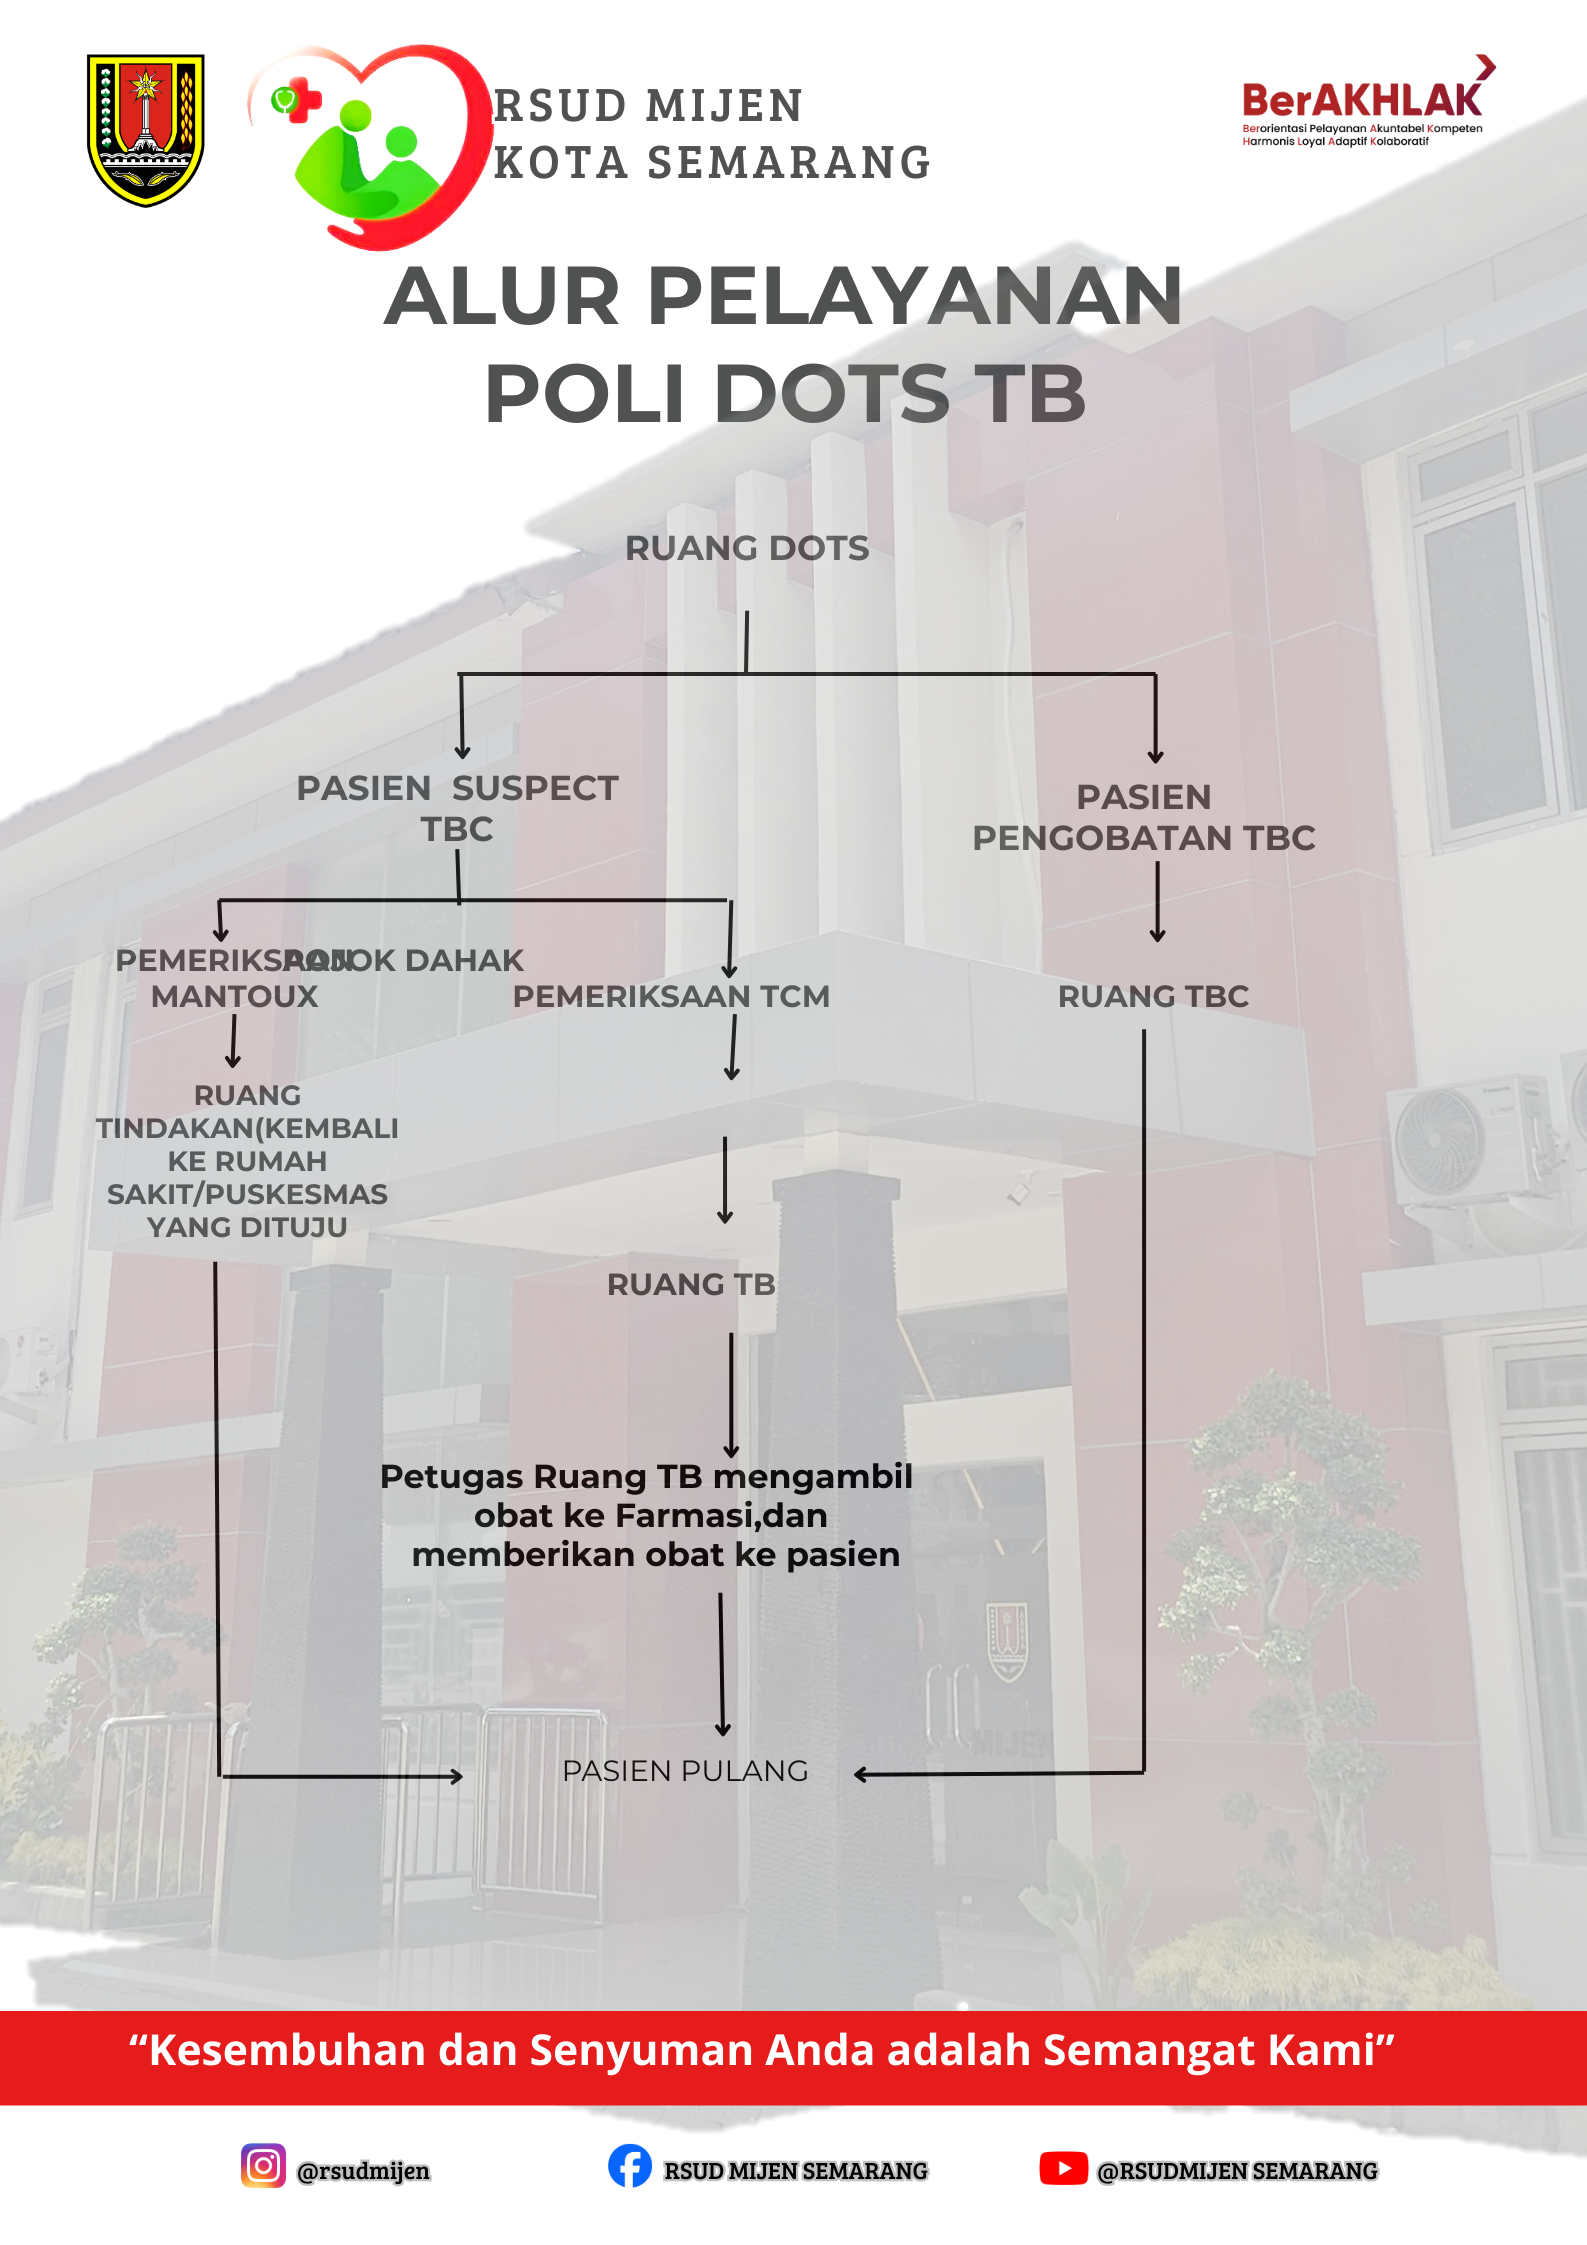 RSUD MIJEN
KOTA SEMARANG
BerAKHLAK
Berorientasi Pelayanan Akuntabel Kompeten
Harmonis Loyal Adaptif Kolaboratif
ALUR PELAYANAN
POLI DOTS TB
RUANG DOTS
PASIEN SUSPECT
TBC
PASIEN
PENGOBATAN TBC
PEMERIKSAAN
MANTOUX
POJOK DAHAK
PEMERIKSAAN TCM
RUANG TBC
RUANG
TINDAKAN(KEMBALI
KE RUMAH
SAKIT/PUSKESMAS
YANG DITUJU
RUANG TB
Petugas Ruang TB mengambil
obat ke Farmasi,dan
memberikan obat ke pasien
PASIEN PULANG
“Kesembuhan dan Senyuman Anda adalah Semangat Kami”
@rsudmijen
RSUD MIJEN SEMARANG
@RSUDMIJEN SEMARANG